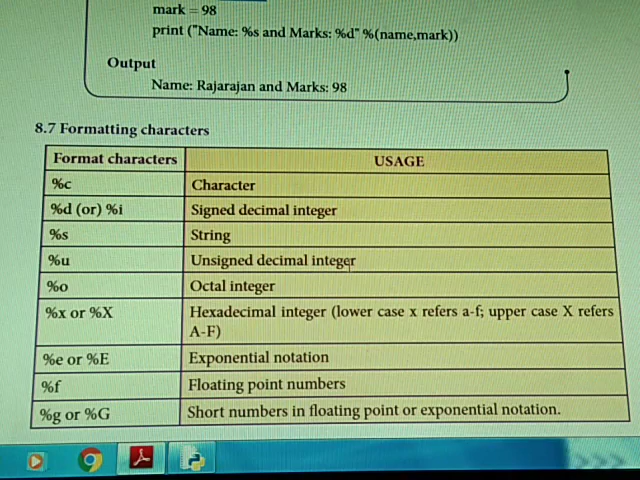 mark = 98
print ("Name: %s and Marks: %d" %(name,mark))
Output
Name: Rajarajan and Marks: 98
8.7 Formatting characters
Format characters USAGE
%c Character
%d (or) %i Signed decimal integer
%s String
%u Unsigned decimal integer
%o Octal integer
%x or %X Hexadecimal integer (lower case x refers a-f; upper case X refers
A-F)
%e or %E Exponential notation
%f Floating point numbers
%g or %G Short numbers in floating point or exponential notation.